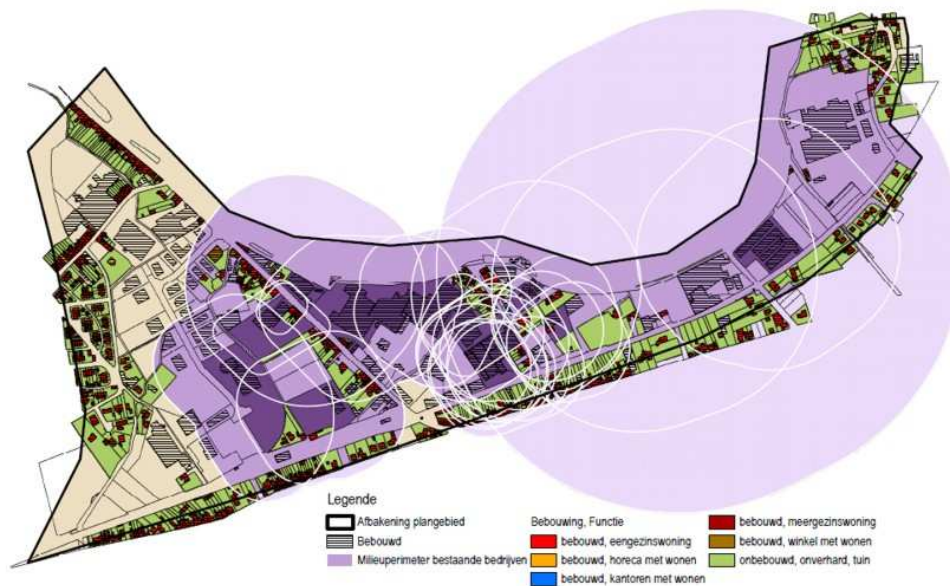 Legende
Afbakening plangebied
Bebouwd
Milieuperimeter bestaande bedrijven
Bebouwing, Functie
bebouwd, eengezinswoning
bebouwd, horeca met wonen
bebouwd, kantoren met wonen
bebouwd, meergezinswoning
bebouwd, winkel met wonen
onbebouwd, onverhard, tuin